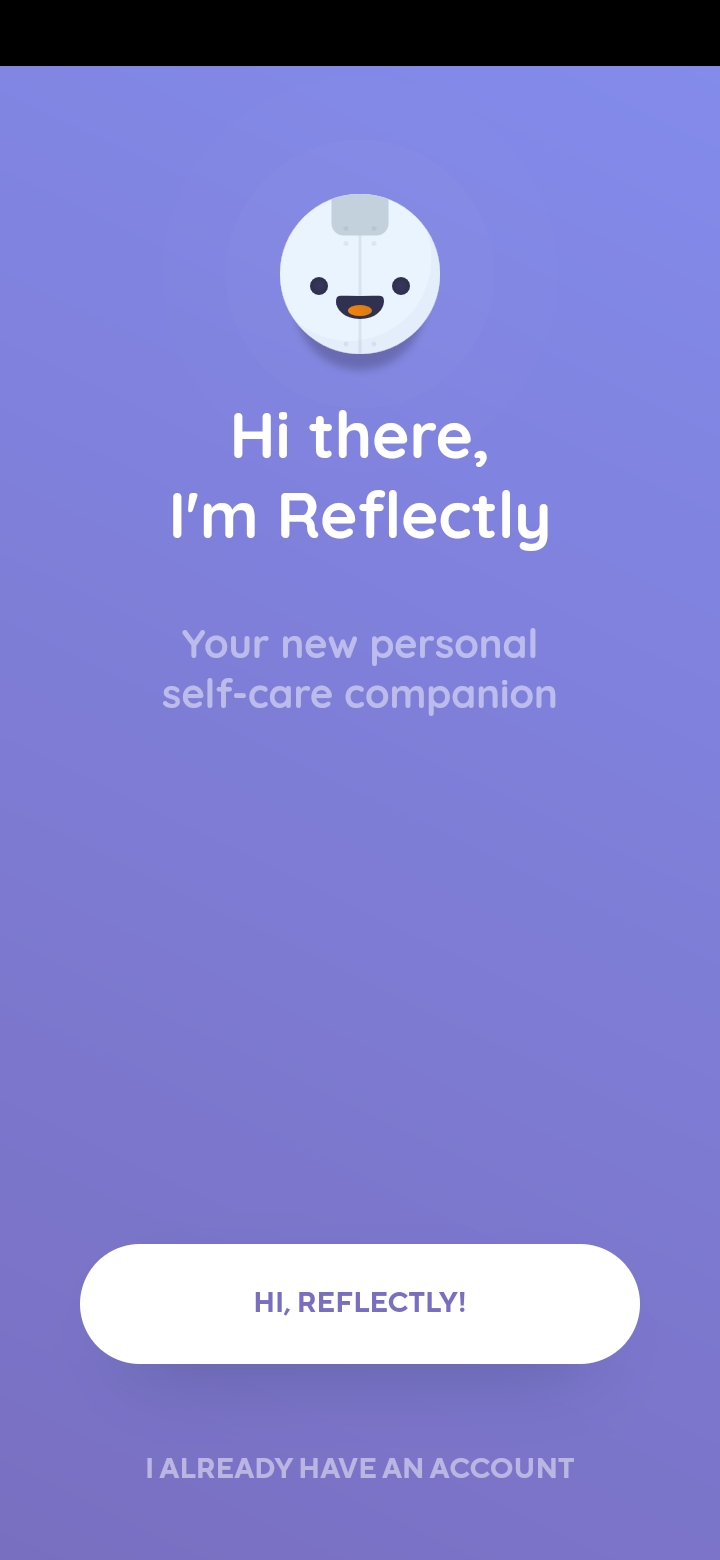 Hi there,
I'm Reflectly
Your new personal
self-care companion
HI, REFLECTLY!
I ALREADY HAVE AN ACCOUNT